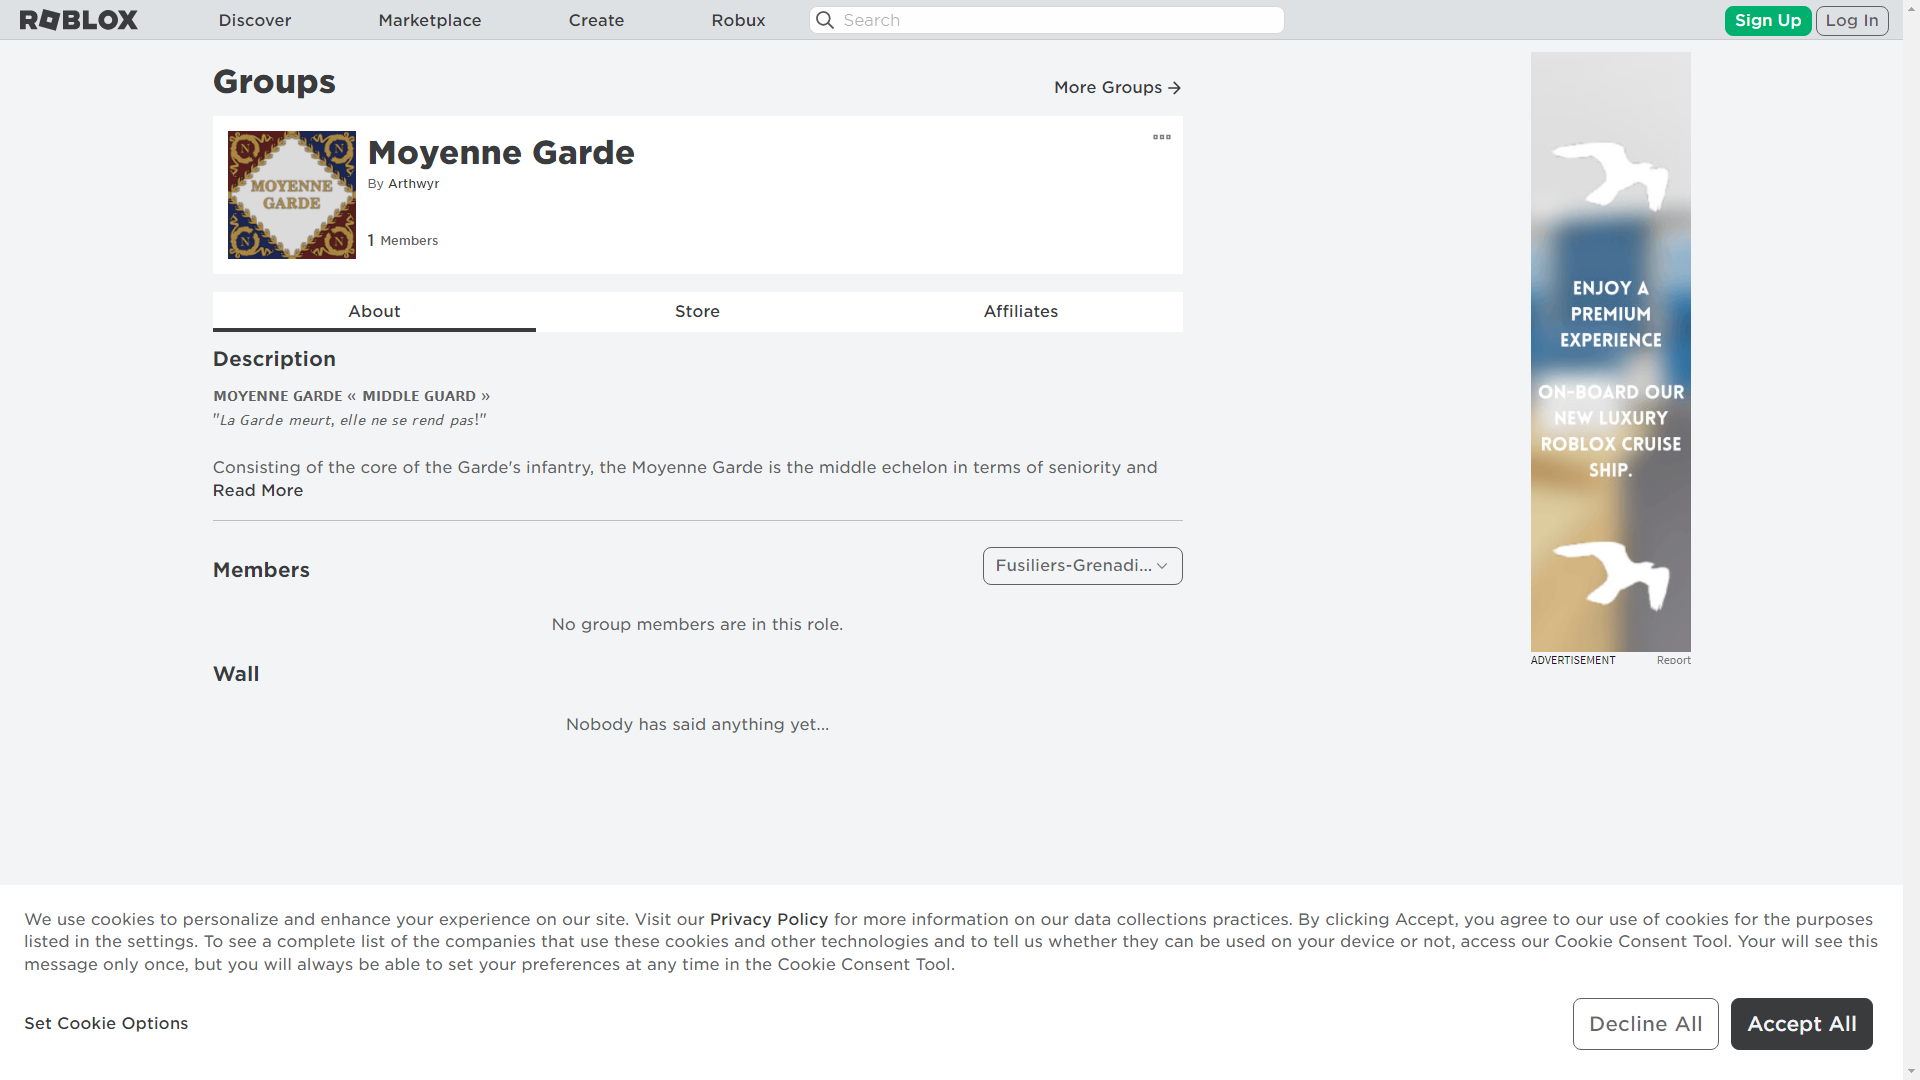 ROBLOX Discover Marketplace Create Robux Search Sign Up Log In
Groups
More Groups →
MOYENNE
GARDE
N N N N
Moyenne Garde
By Arthwyr
1 Members
About Store Affiliates
Description
MOYENNE GARDE « MIDDLE GUARD »
"La Garde meurt, elle ne se rend pas!"
Consisting of the core of the Garde's infantry, the Moyenne Garde is the middle echelon in terms of seniority and
Read More
Members
Fusiliers-Grenadi...
No group members are in this role.
Wall
Nobody has said anything yet...
ENJOY A
PREMIUM
EXPERIENCE
ON-BOARD OUR
NEW LUXURY
ROBLOX CRUISE
SHIP.
ADVERTISEMENT Report
We use cookies to personalize and enhance your experience on our site. Visit our Privacy Policy for more information on our data collections practices. By clicking Accept, you agree to our use of cookies for the purposes
listed in the settings. To see a complete list of the companies that use these cookies and other technologies and to tell us whether they can be used on your device or not, access our Cookie Consent Tool. Your will see this
message only once, but you will always be able to set your preferences at any time in the Cookie Consent Tool.
Set Cookie Options
Decline All
Accept All